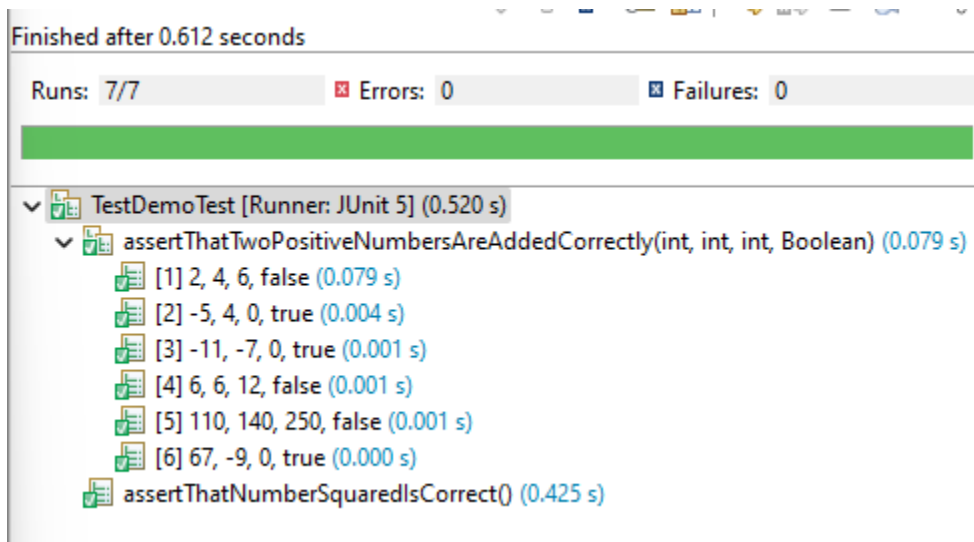 Finished after 0.612 seconds
Runs: 7/7 Errors: 0 Failures: 0
TestDemoTest [Runner: JUnit 5] (0.520 s)
assertThatTwoPositiveNumbersAreAddedCorrectly(int, int, int, Boolean) (0.079 s)
[1] 2, 4, 6, false (0.079 s)
[2] -5, 4, 0, true (0.004 s)
[3] -11, -7, 0, true (0.001 s)
[4] 6, 6, 12, false (0.001 s)
[5] 110, 140, 250, false (0.001 s)
[6] 67, -9, 0, true (0.000 s)
assertThatNumberSquaredIsCorrect() (0.425 s)